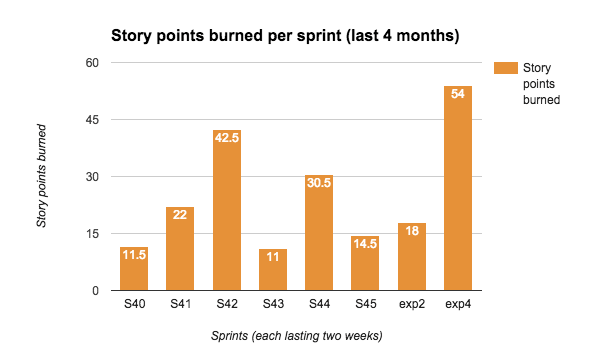 Story points burned per sprint (last 4 months)
60
45
30
15
0
Story points burned
11.5
22
42.5
11
30.5
14.5
18
54
S40
S41
S42
S43
S44
S45
exp2
exp4
Sprints (each lasting two weeks)
Story
points
burned